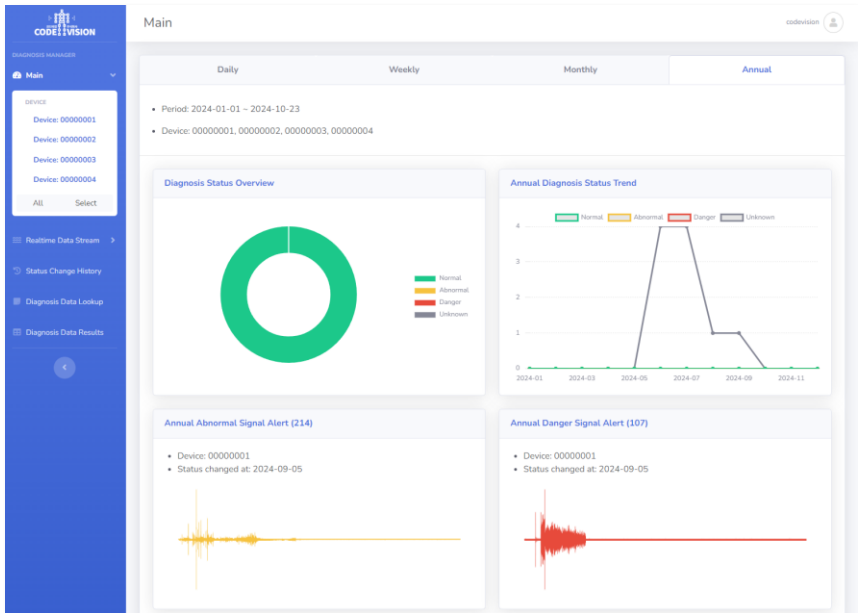 CODE VISION
Main
codevision
DIAGNOSIS MANAGER
Main
DEVICE
Device: 00000001
Device: 00000002
Device: 00000003
Device: 00000004
All Select
Realtime Data Stream
Status Change History
Diagnosis Data Lookup
Diagnosis Data Results
Daily Weekly Monthly Annual
• Period: 2024-01-01 ~ 2024-10-23
• Device: 00000001, 00000002, 00000003, 00000004
Diagnosis Status Overview
Normal
Abnormal
Danger
Unknown
Annual Diagnosis Status Trend
Normal Abnormal Danger Unknown
4
3
2
1
0
2024-01 2024-03 2024-05 2024-07 2024-09 2024-11
Annual Abnormal Signal Alert (214)
• Device: 00000001
• Status changed at: 2024-09-05
Annual Danger Signal Alert (107)
• Device: 00000001
• Status changed at: 2024-09-05